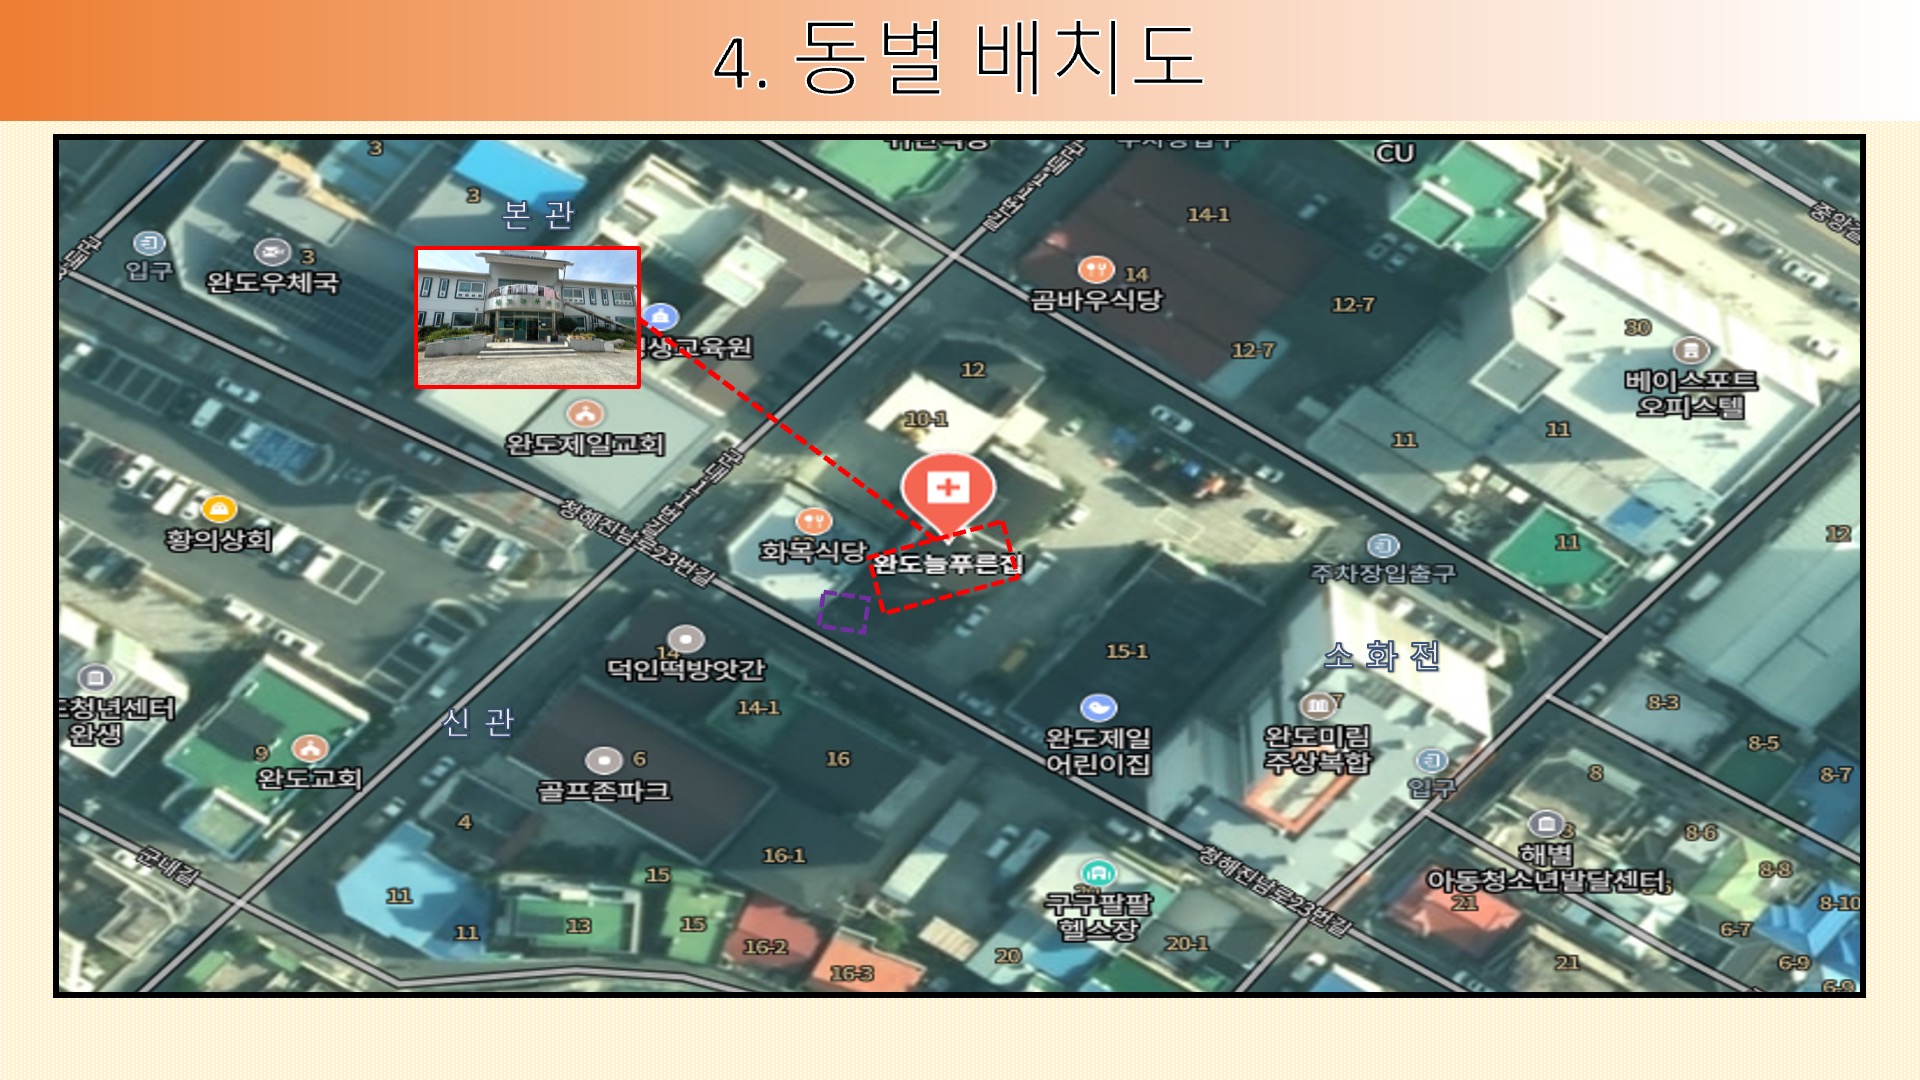 4. 동별 배치도
CU
중앙길
3
3
본 관
14-1
입구
3
완도우체국
14
곰바우식당
12-7
30
베이스포트
오피스텔
12-7
12
10-1
11
11
완도제일교회
황의상회
청해진남로23번길
화목식당
완도늘푸른집
11
12
주차장입출구
덕인떡방앗간
14
14-1
15-1
소 화 전
7
8-3
완생
신 관
9
완도교회
6
골프존파크
16
완도제일
어린이집
완도미림
주상복합
입구
8-5
8
8-7
4
16-1
군내길
청해진남로23번길
8-6
해별
아동청소년발달센터
8-8
8-10
11
15
11
13
15
구구팔팔
헬스장
21
6-7
16-2
16-3
20
20-1
21
6-9